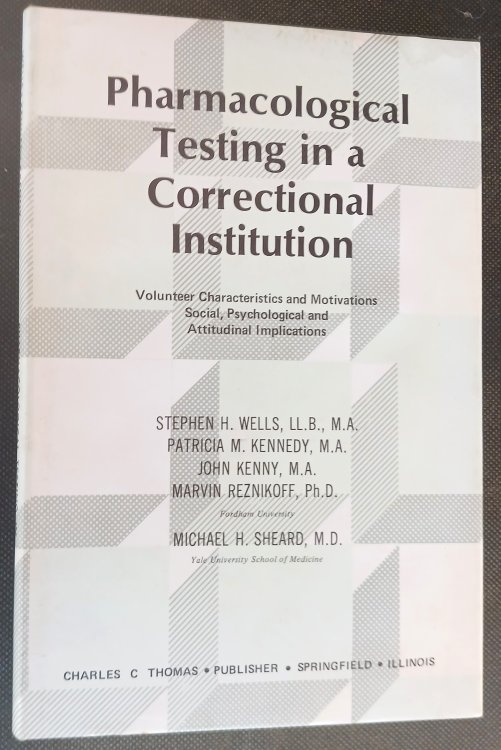 Pharmacological
Testing in a
Correctional
Institution
Volunteer Characteristics and Motivations
Social, Psychological and
Attitudinal Implications
STEPHEN H. WELLS, LL.B., M.A.
PATRICIA M. KENNEDY, M.A.
JOHN KENNY, M.A.
MARVIN REZNIKOFF, Ph.D.
Fordham University
MICHAEL H. SHEARD, M.D.
Yale University School of Medicine
CHARLES C THOMAS • PUBLISHER • SPRINGFIELD • ILLINOIS